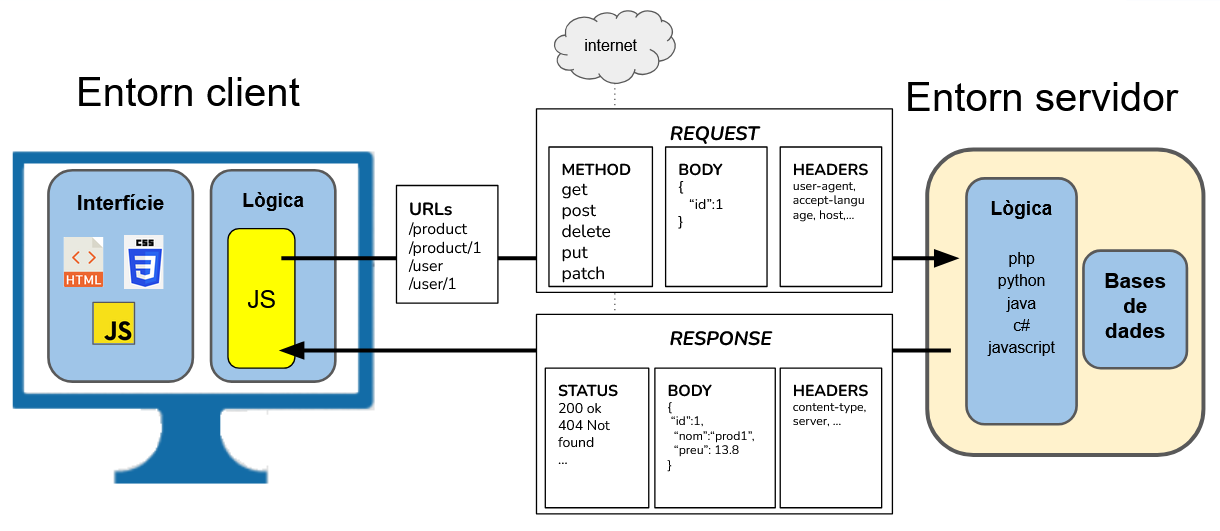 internet
Entorn client
Entorn servidor
Interfície
HTML
CSS
JS
Lògica
JS
URLs
/product
/product/1
/user
/user/1
REQUEST
METHOD
get
post
delete
put
patch
BODY
{
“id”:1
}
HEADERS
user-agent,
accept-langu
age, host,...
RESPONSE
STATUS
200 ok
404 Not
found
...
BODY
{
“id”:1,
“nom”:“prod1”,
“preu”: 13.8
}
HEADERS
content-type,
server, ...
Lògica
php
python
java
c#
javascript
Bases
de
dades